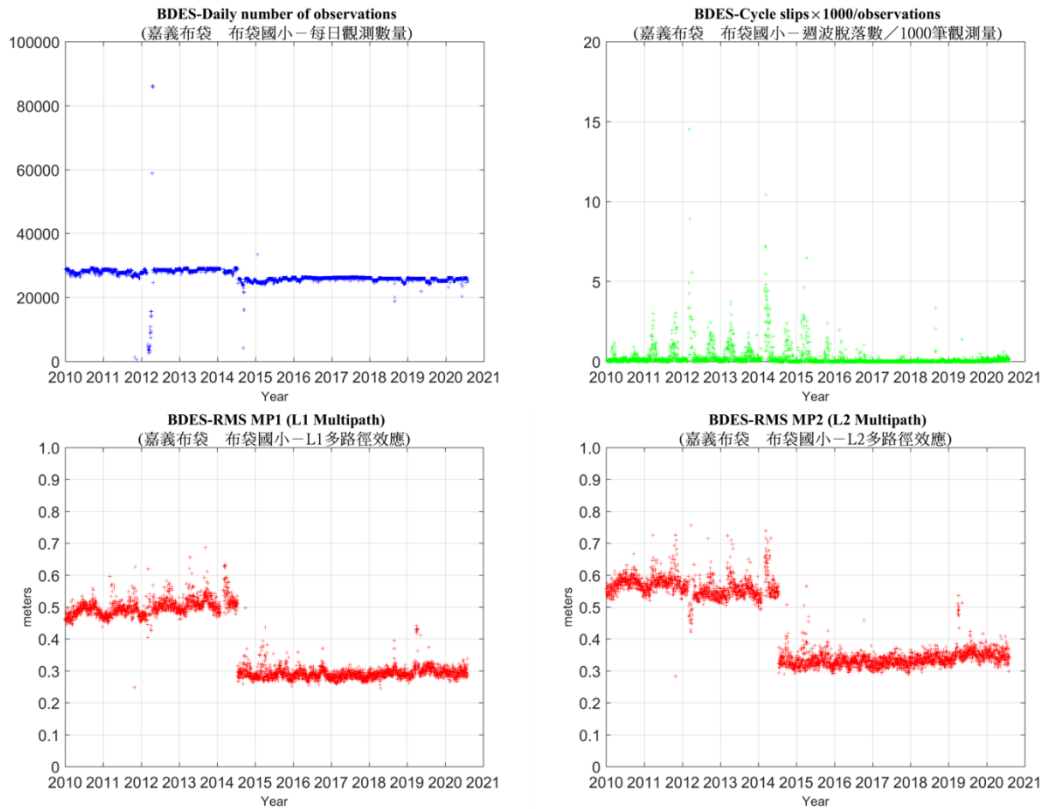 BDES-Daily number of observations
(嘉義布袋　布袋國小－每日觀測數量)
100000
80000
60000
40000
20000
0
2010 2011 2012 2013 2014 2015 2016 2017 2018 2019 2020 2021
Year
BDES-Cycle slips×1000/observations
(嘉義布袋　布袋國小－週波脫落數／1000筆觀測量)
20
15
10
5
0
2010 2011 2012 2013 2014 2015 2016 2017 2018 2019 2020 2021
Year
BDES-RMS MP1 (L1 Multipath)
(嘉義布袋　布袋國小－L1多路徑效應)
meters
1.0
0.9
0.8
0.7
0.6
0.5
0.4
0.3
0.2
0.1
0
2010 2011 2012 2013 2014 2015 2016 2017 2018 2019 2020 2021
Year
BDES-RMS MP2 (L2 Multipath)
(嘉義布袋　布袋國小－L2多路徑效應)
meters
1.0
0.9
0.8
0.7
0.6
0.5
0.4
0.3
0.2
0.1
0
2010 2011 2012 2013 2014 2015 2016 2017 2018 2019 2020 2021
Year